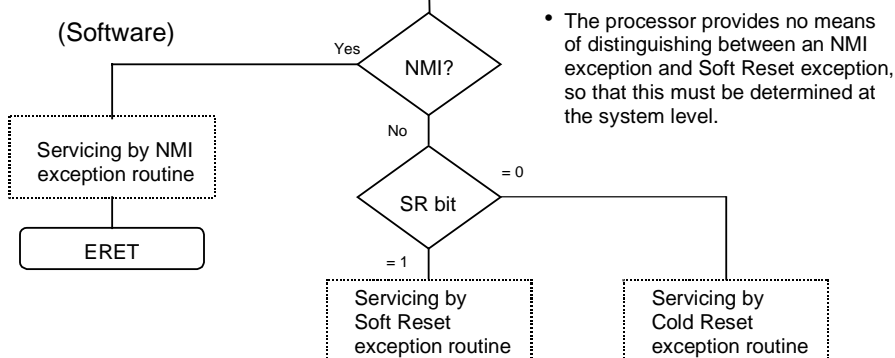 (Software)
• The processor provides no means
of distinguishing between an NMI
exception and Soft Reset exception,
so that this must be determined at
the system level.
Yes
NMI?
No
Servicing by NMI
exception routine
ERET
SR bit
= 0
= 1
Servicing by
Soft Reset
exception routine
Servicing by
Cold Reset
exception routine